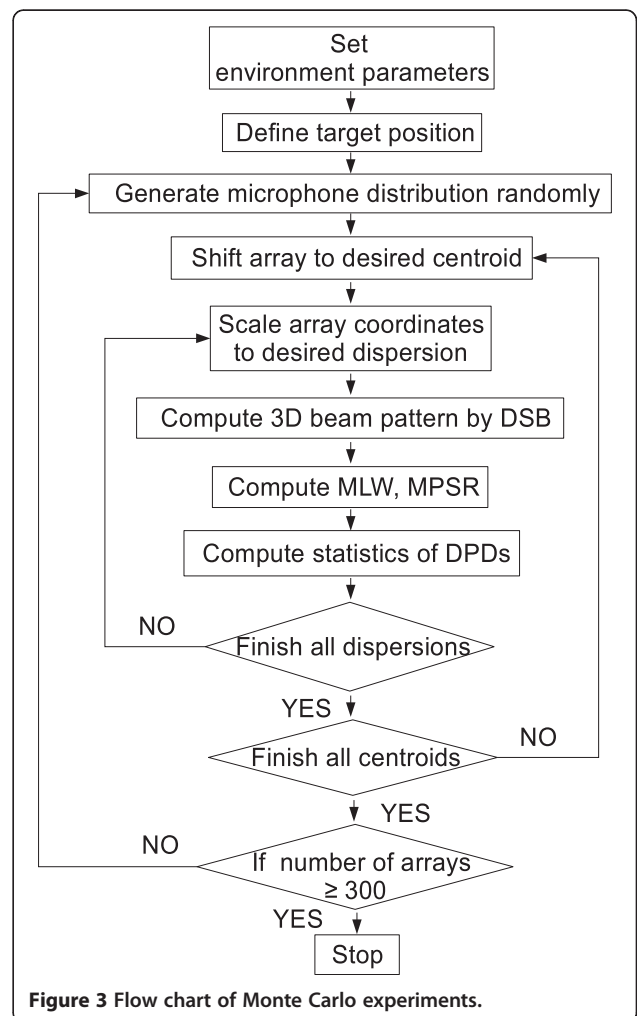 Set
environment parameters
Define target position
Generate microphone distribution randomly
Shift array to desired centroid
Scale array coordinates
to desired dispersion
Compute 3D beam pattern by DSB
Compute MLW, MPSR
Compute statistics of DPDs
NO
Finish all dispersions
YES
Finish all centroids
NO
YES
NO
If number of arrays
≥ 300
YES
Stop
Figure 3 Flow chart of Monte Carlo experiments.